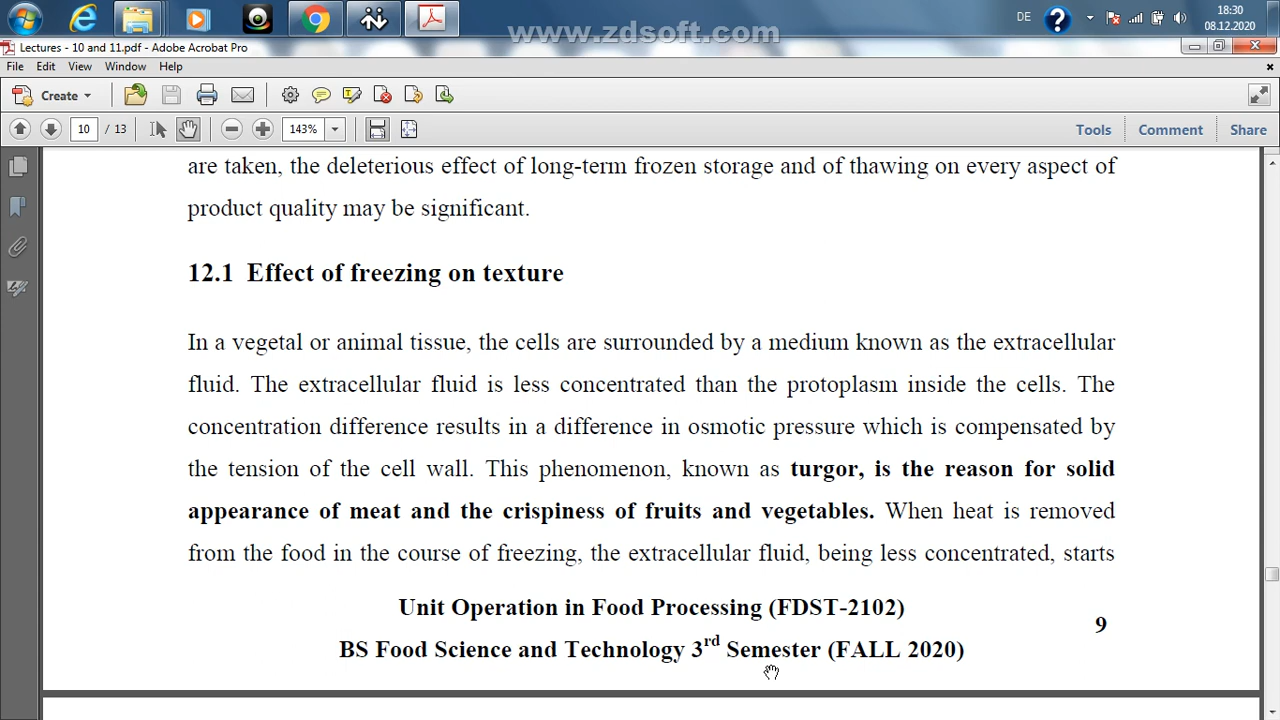 18:30
DE
www.zdsoft.com
08.12.2020
Lectures - 10 and 11.pdf - Adobe Acrobat Pro
File Edit View Window Help
Create
10 / 13 143% Tools Comment Share
are taken, the deleterious effect of long-term frozen storage and of thawing on every aspect of
product quality may be significant.
12.1 Effect of freezing on texture
In a vegetal or animal tissue, the cells are surrounded by a medium known as the extracellular
fluid. The extracellular fluid is less concentrated than the protoplasm inside the cells. The
concentration difference results in a difference in osmotic pressure which is compensated by
the tension of the cell wall. This phenomenon, known as turgor, is the reason for solid
appearance of meat and the crispiness of fruits and vegetables. When heat is removed
from the food in the course of freezing, the extracellular fluid, being less concentrated, starts
Unit Operation in Food Processing (FDST-2102)
9
BS Food Science and Technology 3rd Semester (FALL 2020)